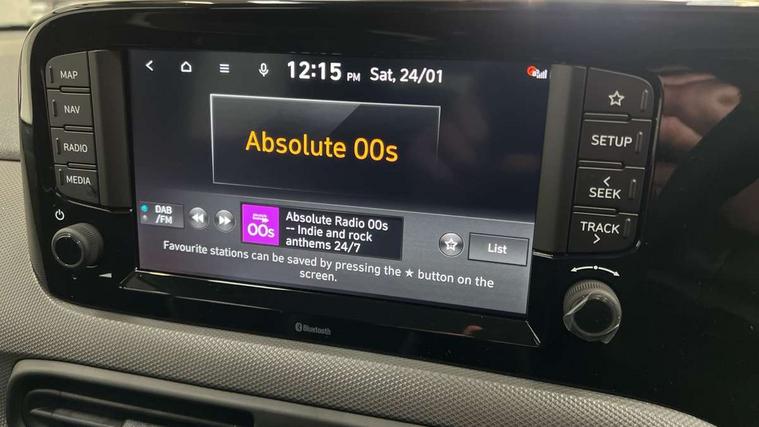 12:15 PM Sat, 24/01
MAP
NAV
RADIO
MEDIA
Absolute 00s
SETUP
SEEK
TRACK
DAB
/FM
00s
Absolute Radio 00s
-- Indie and rock
anthems 24/7
List
Favourite stations can be saved by pressing the ★ button on the
screen.
Bluetooth